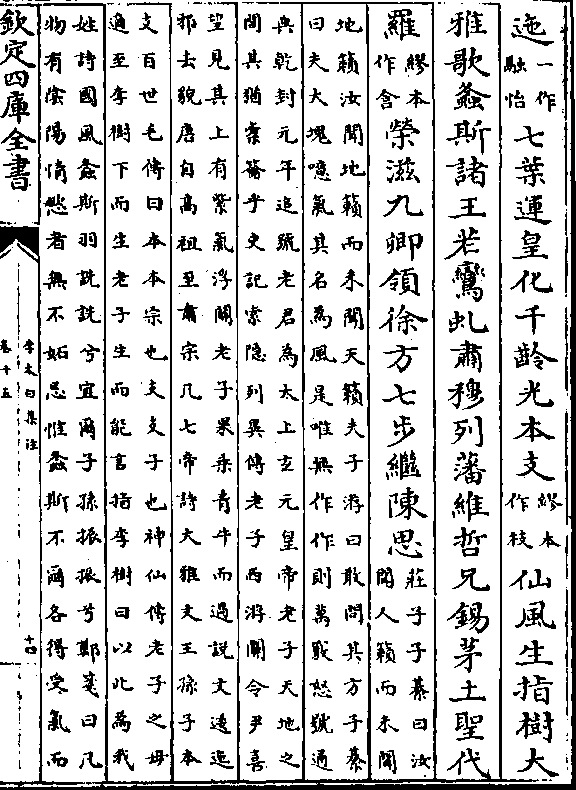 迤一作融怡七葉運皇化千齡光本支繆本作枝仙風生指樹大
雅歌螽斯諸王若鸞虬肅穆列藩維哲兄錫茅土聖代
羅繆本作含榮滋九卿領徐方七步繼陳思莊子子綦曰汝聞人籟而未聞
地籟汝聞地籟而未聞天籟夫子游曰敢問其方子綦
曰夫大塊噫氣其名為風是唯無作作則萬竅怒號通
與乾封元年追號老君為太上玄元皇帝老子天地之
間其猶橐籥乎史記索隱列異傳老子西游關令尹喜
望見其上有紫氣浮關老子果乘青牛而過說文逶迤
邪去貌唐自高祖至肅宗凡七帝詩大雅文王孫子本
支百世毛傳曰本本宗也支支子也神仙傳老子之母
適至李樹下而生老子生而能言指李樹曰以此為我
姓詩國風螽斯羽詵詵兮宜爾子孫振振兮鄭箋曰凡
物有陰陽情慾者無不妬忌惟螽斯不爾各得受氣而
欽定四庫全書
李太白集注
卷十五
十四